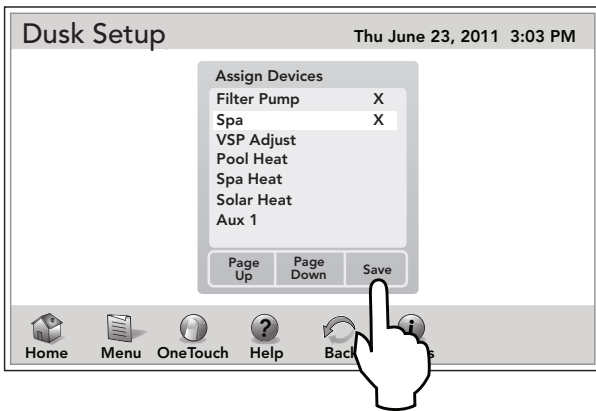 Dusk Setup
Thu June 23, 2011 3:03 PM
Assign Devices
Filter Pump X
Spa X
VSP Adjust
Pool Heat
Spa Heat
Solar Heat
Aux 1
Page Up
Page Down
Save
?
i
Home
Menu
OneTouch
Help